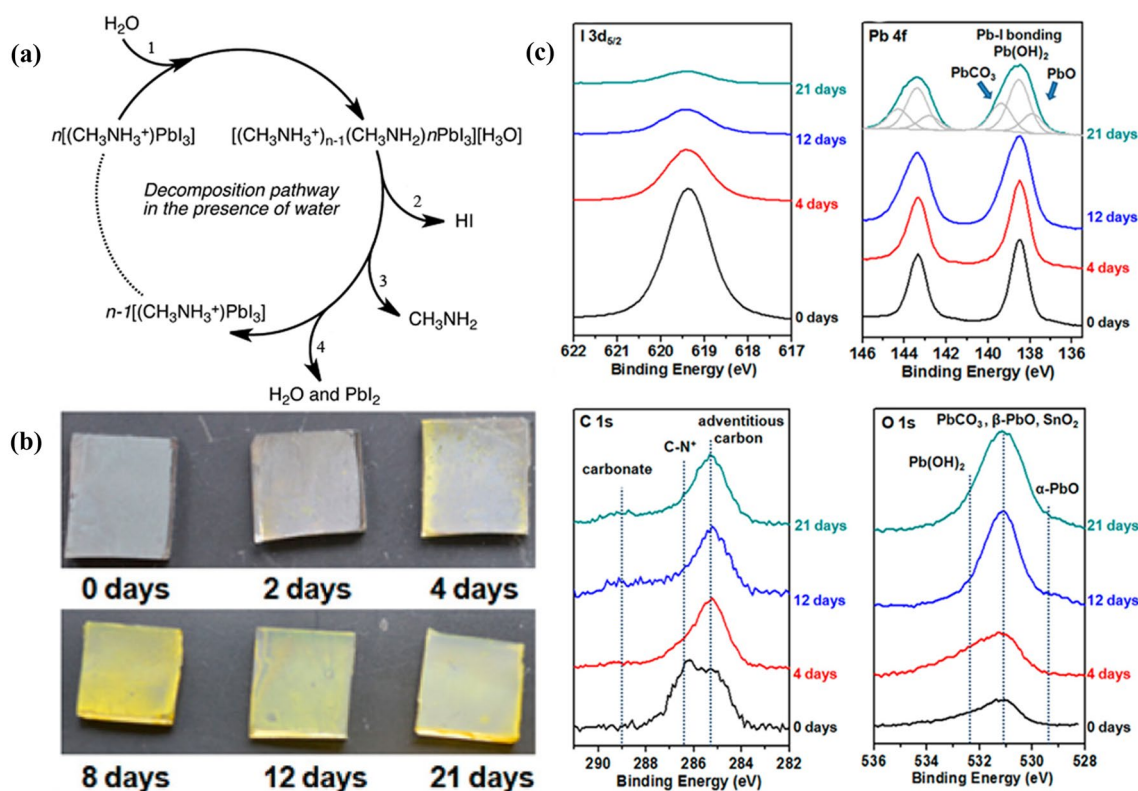 (a)
H₂O
1
n[(CH₃NH₃⁺)PbI₃]
[(CH₃NH₃⁺)ₙ₋₁(CH₃NH₂)nPbI₃][H₃O]
Decomposition pathway
in the presence of water
2
HI
3
CH₃NH₂
n-1[(CH₃NH₃⁺)PbI₃]
4
H₂O and PbI₂
(b)
0 days
2 days
4 days
8 days
12 days
21 days
(c)
I 3d₅/₂
21 days
12 days
4 days
0 days
622 621 620 619 618 617
Binding Energy (eV)
Pb 4f
Pb-I bonding
Pb(OH)₂
PbCO₃
PbO
21 days
12 days
4 days
0 days
146 144 142 140 138 136
Binding Energy (eV)
C 1s
adventitious
carbon
C-N⁺
carbonate
21 days
12 days
4 days
0 days
290 288 286 284 282
Binding Energy (eV)
O 1s
PbCO₃, β-PbO, SnO₂
Pb(OH)₂
α-PbO
21 days
12 days
4 days
0 days
536 534 532 530 528
Binding Energy (eV)